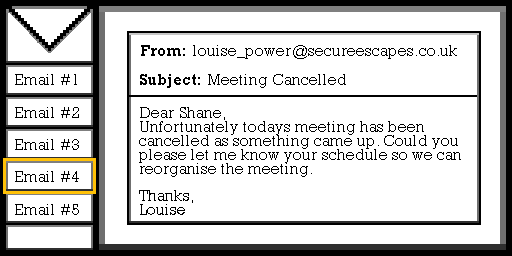 Email #1
Email #2
Email #3
Email #4
Email #5
From: louise_power@secureescapes.co.uk
Subject: Meeting Cancelled
Dear Shane,
Unfortunately todays meeting has been
cancelled as something came up. Could you
please let me know your schedule so we can
reorganise the meeting.
Thanks,
Louise